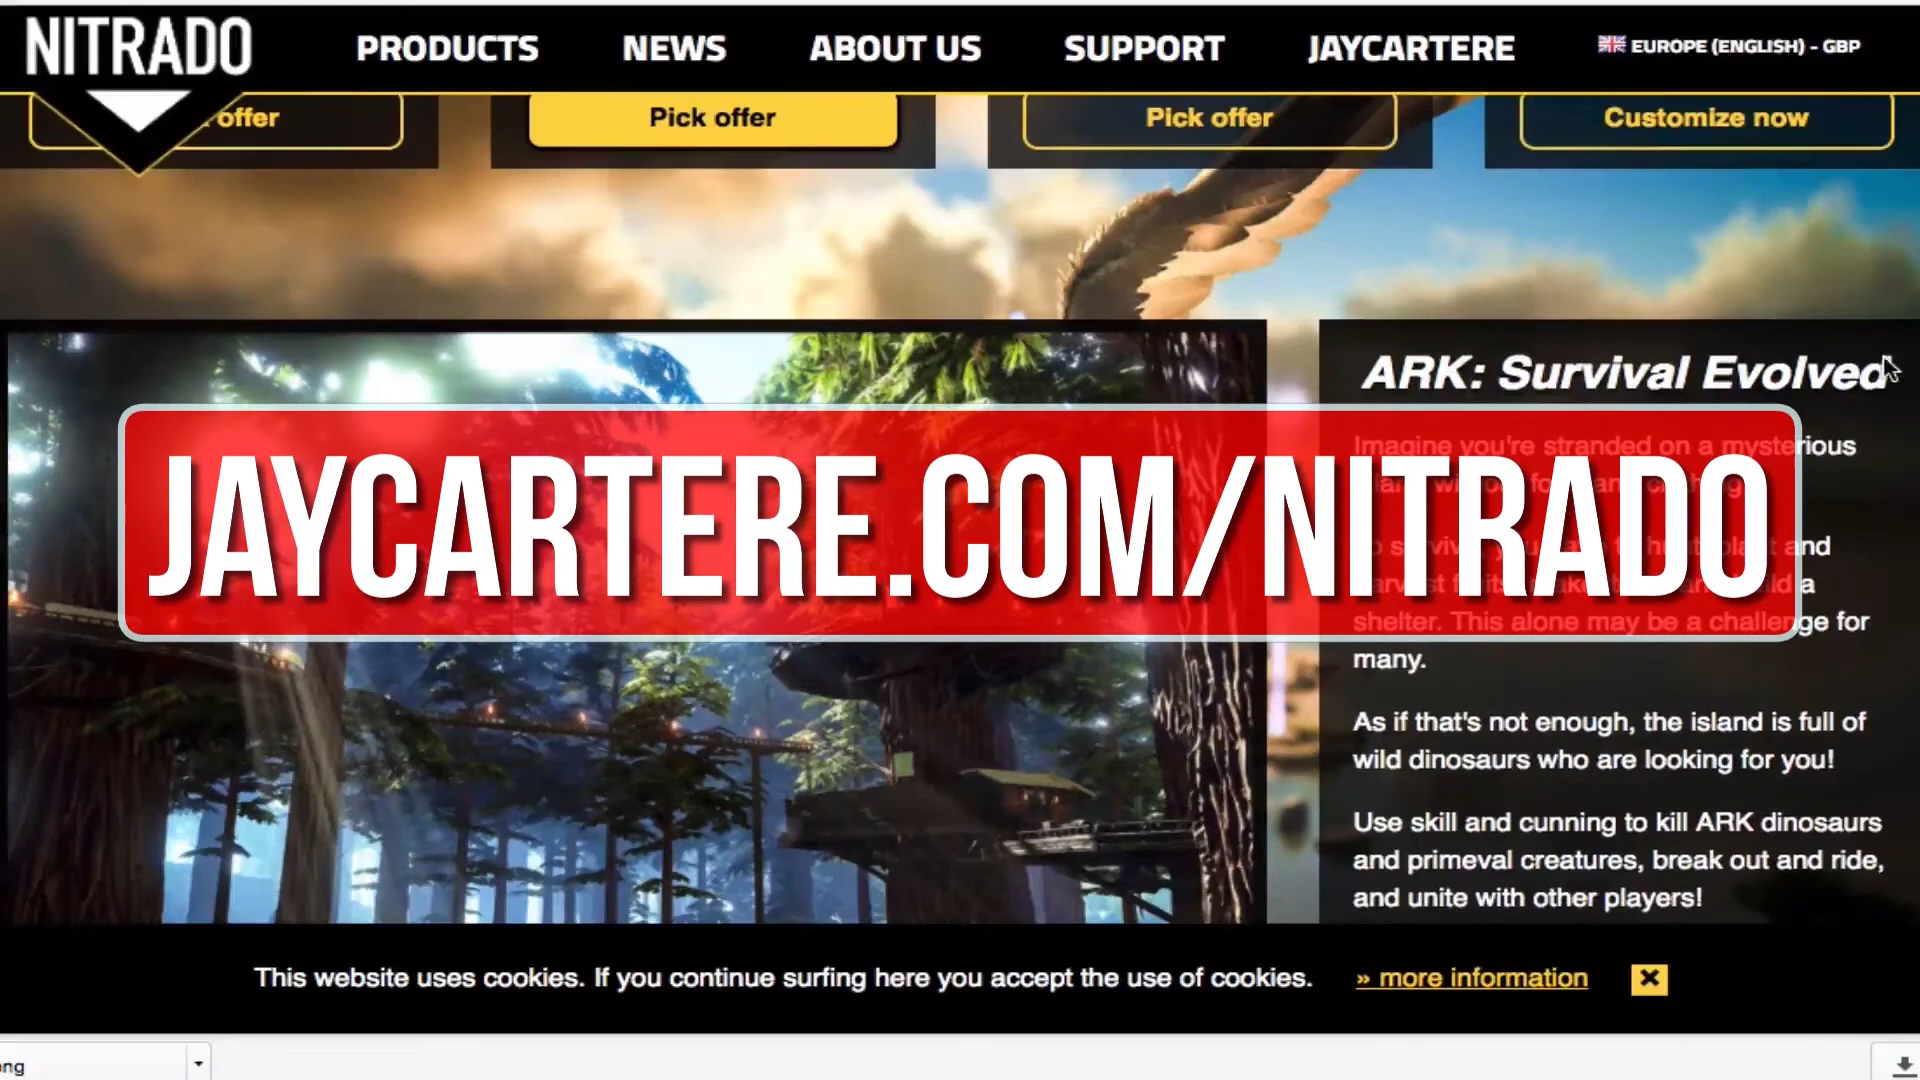 NITRADO
PRODUCTS NEWS ABOUT US SUPPORT JAYCARTERE EUROPE (ENGLISH) - GBP
offer Pick offer Pick offer Customize now
ARK: Survival Evolved
Imagine you're stranded on a mysterious
JAYCARTERE.COM/NITRADO
and
a
shelter. This alone may be a challenge for
many.
As if that's not enough, the island is full of
wild dinosaurs who are looking for you!
Use skill and cunning to kill ARK dinosaurs
and primeval creatures, break out and ride,
and unite with other players!
This website uses cookies. If you continue surfing here you accept the use of cookies. » more information